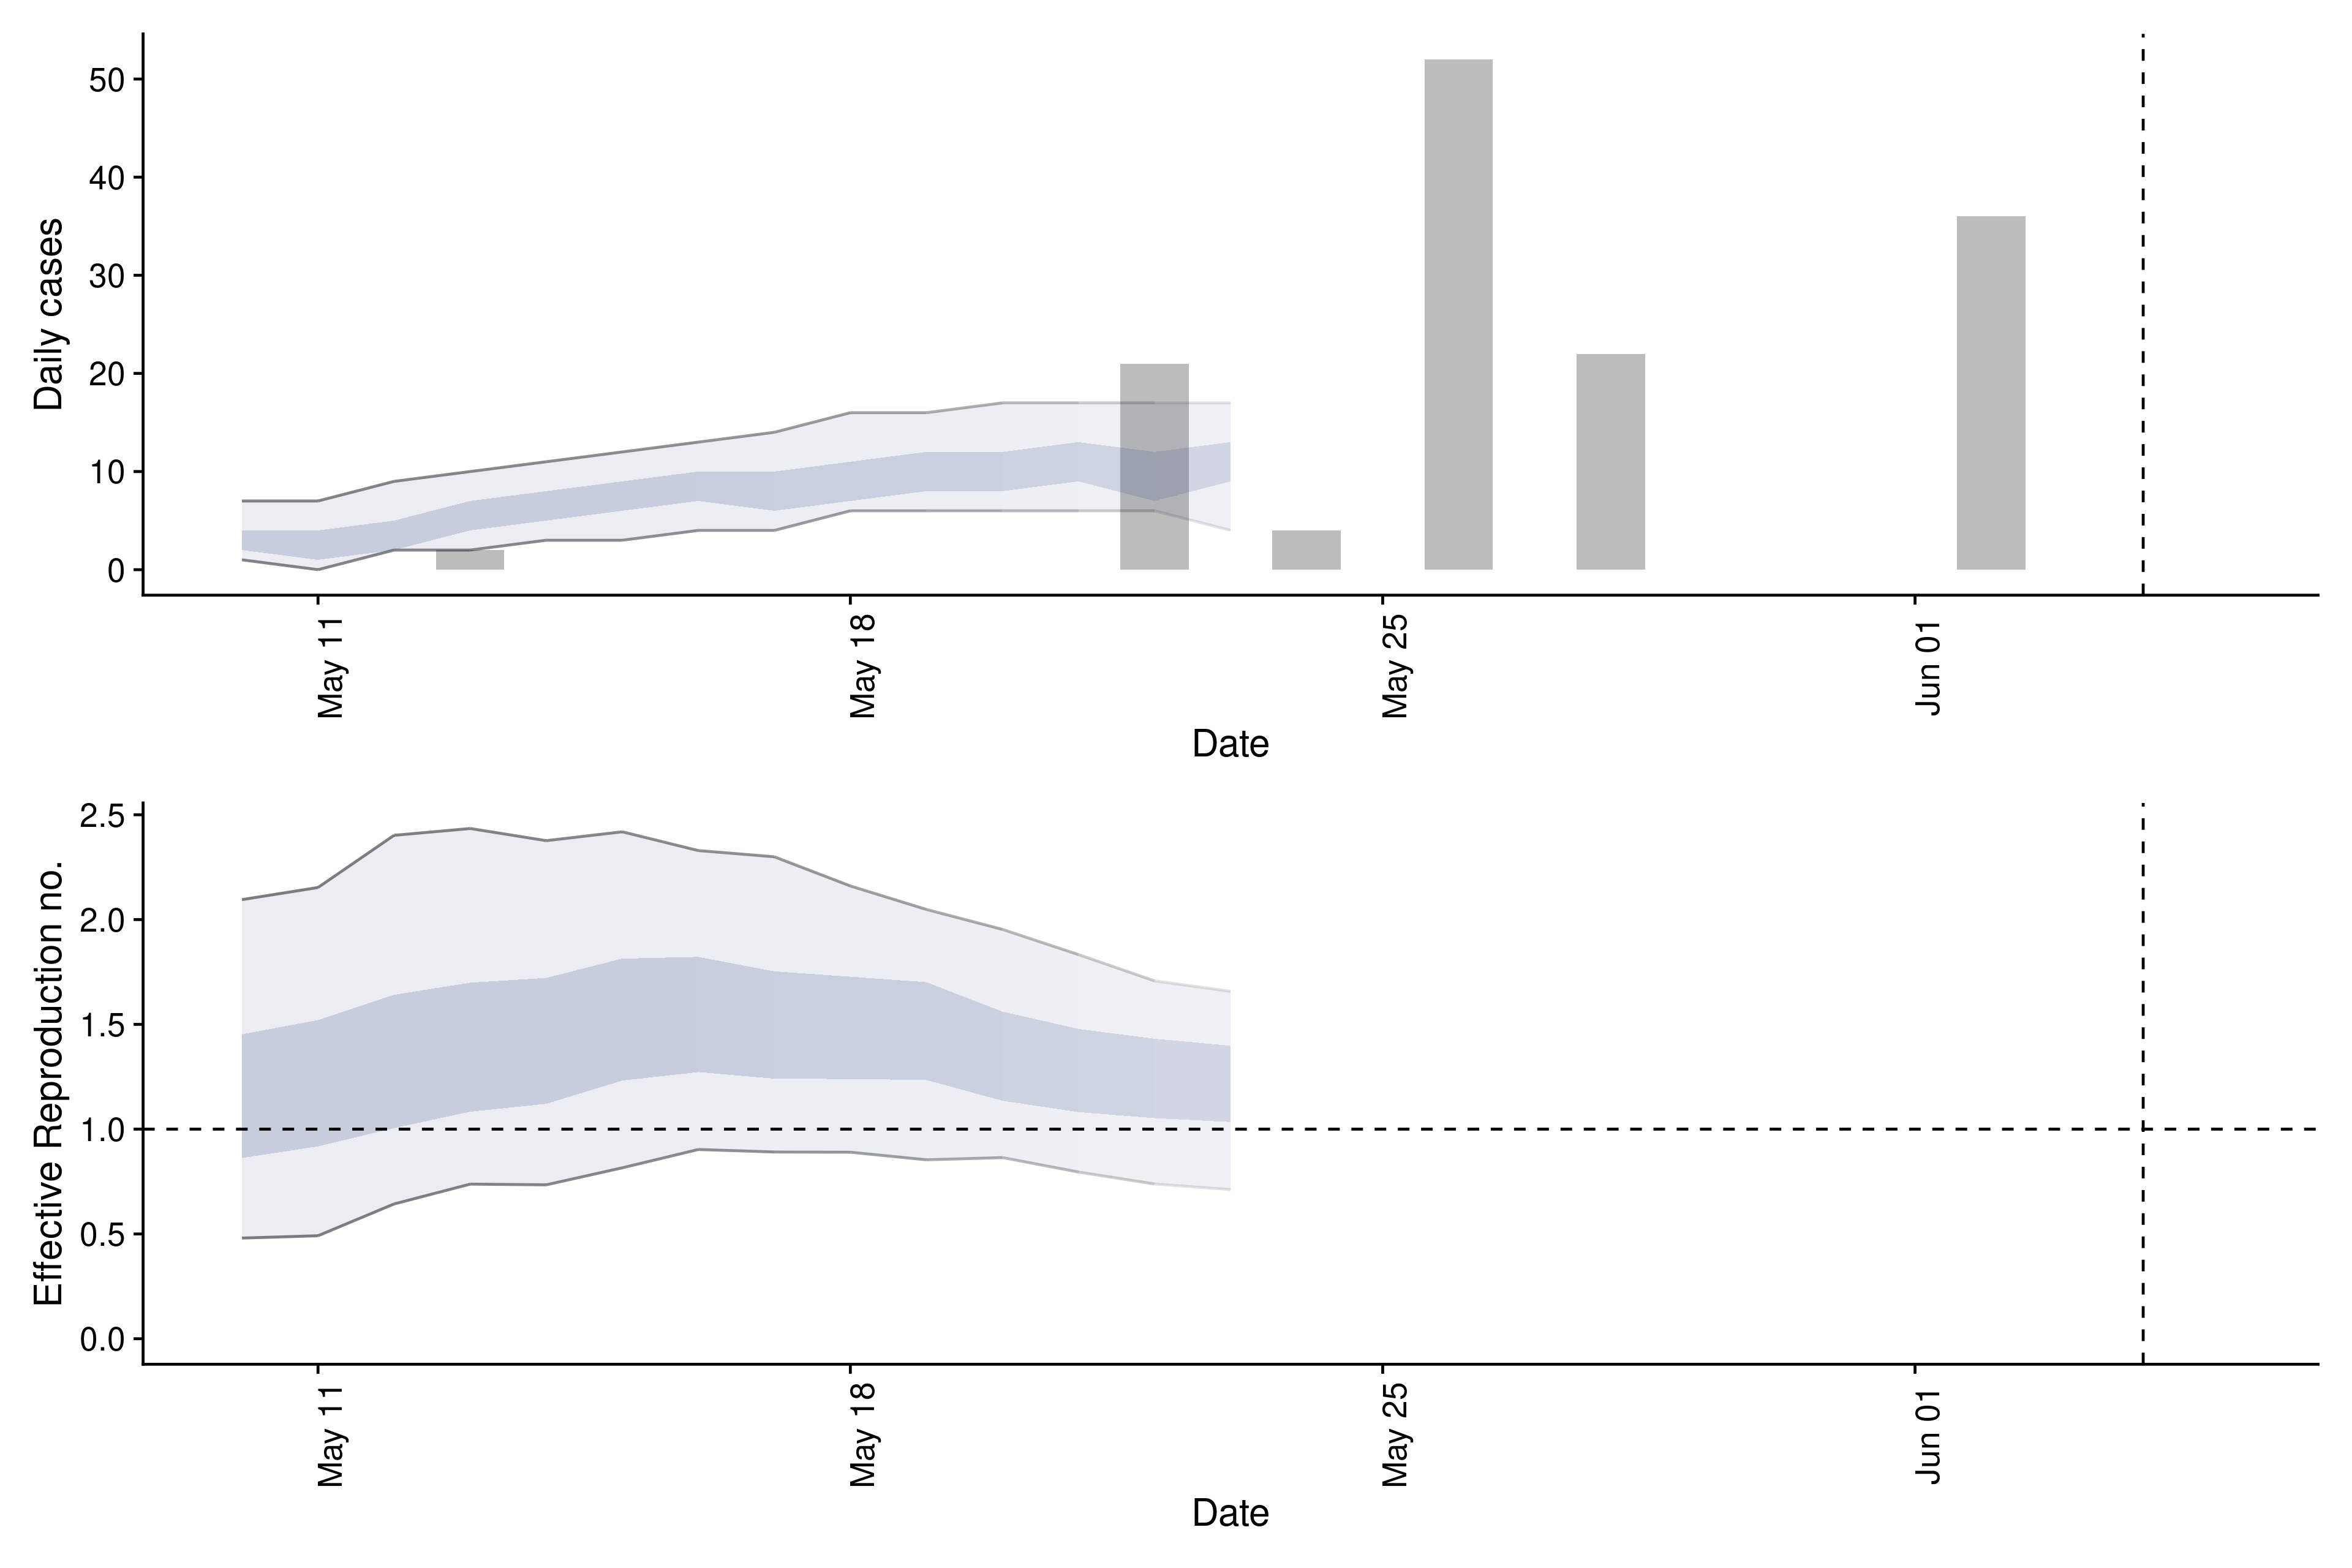 Daily cases
50
40
30
20
10
0
May 11
May 18
May 25
Jun 01
Date
Effective Reproduction no.
2.5
2.0
1.5
1.0
0.5
0.0
May 11
May 18
May 25
Jun 01
Date